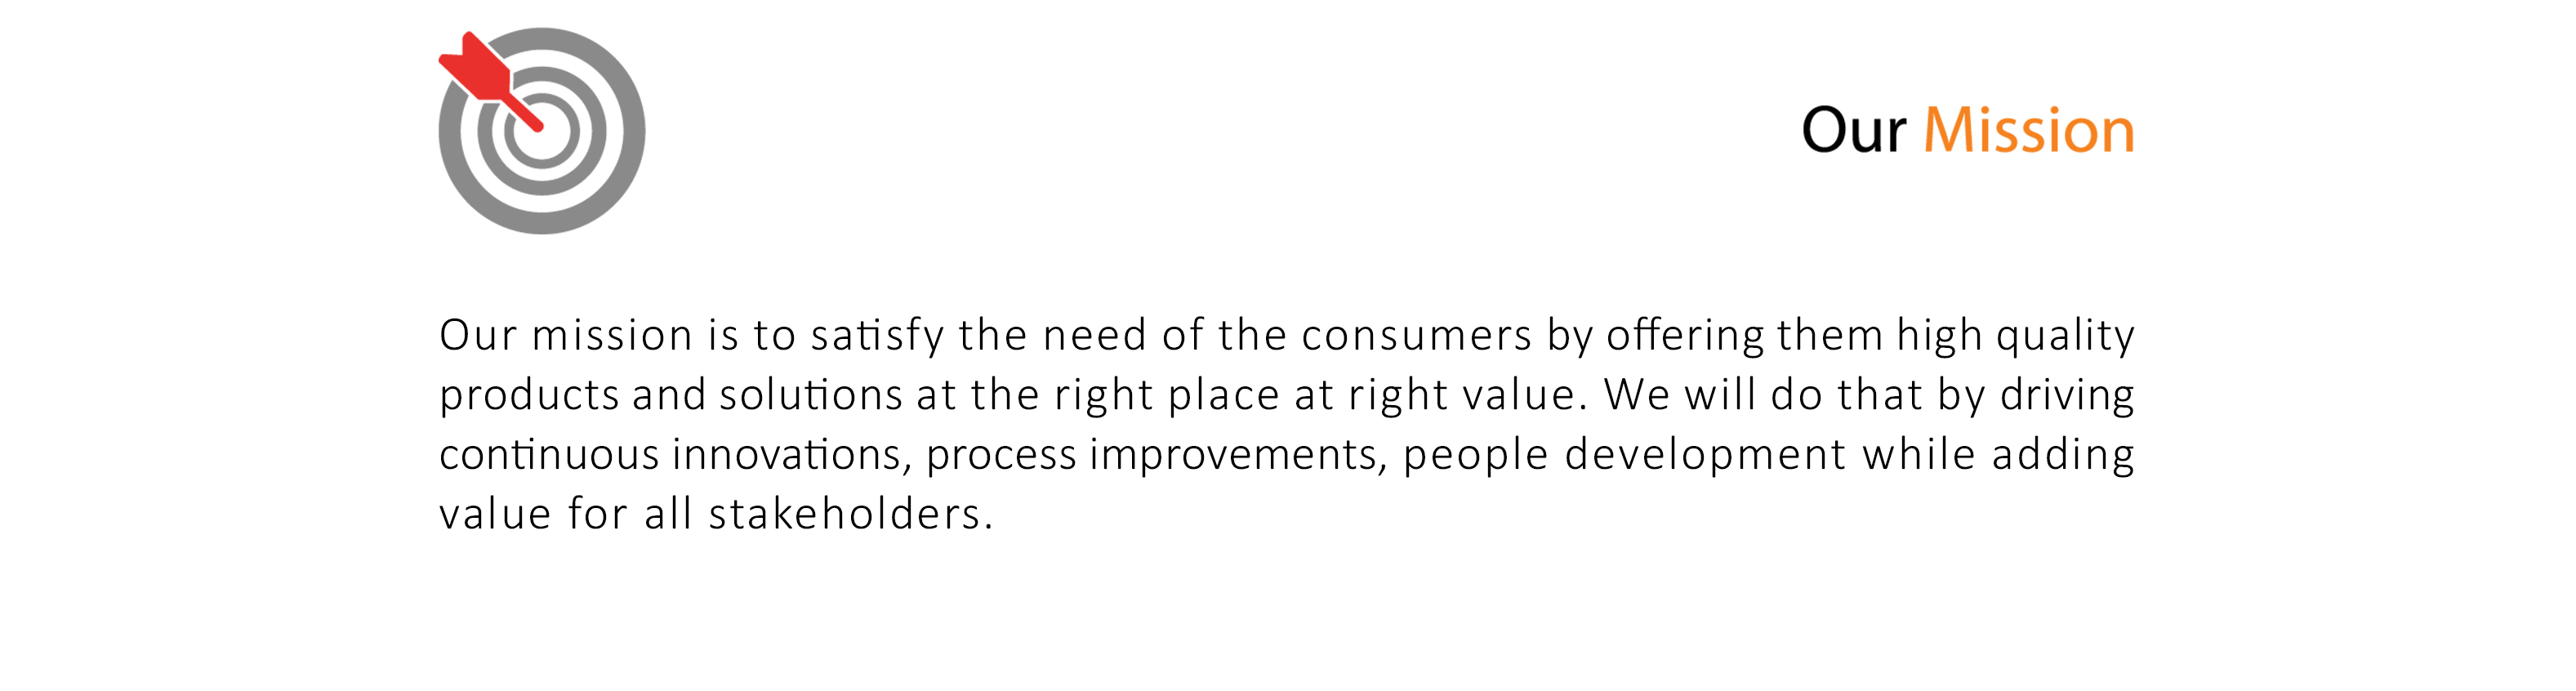 Our Mission
Our mission is to satisfy the need of the consumers by offering them high quality
products and solutions at the right place at right value. We will do that by driving
continuous innovations, process improvements, people development while adding
value for all stakeholders.